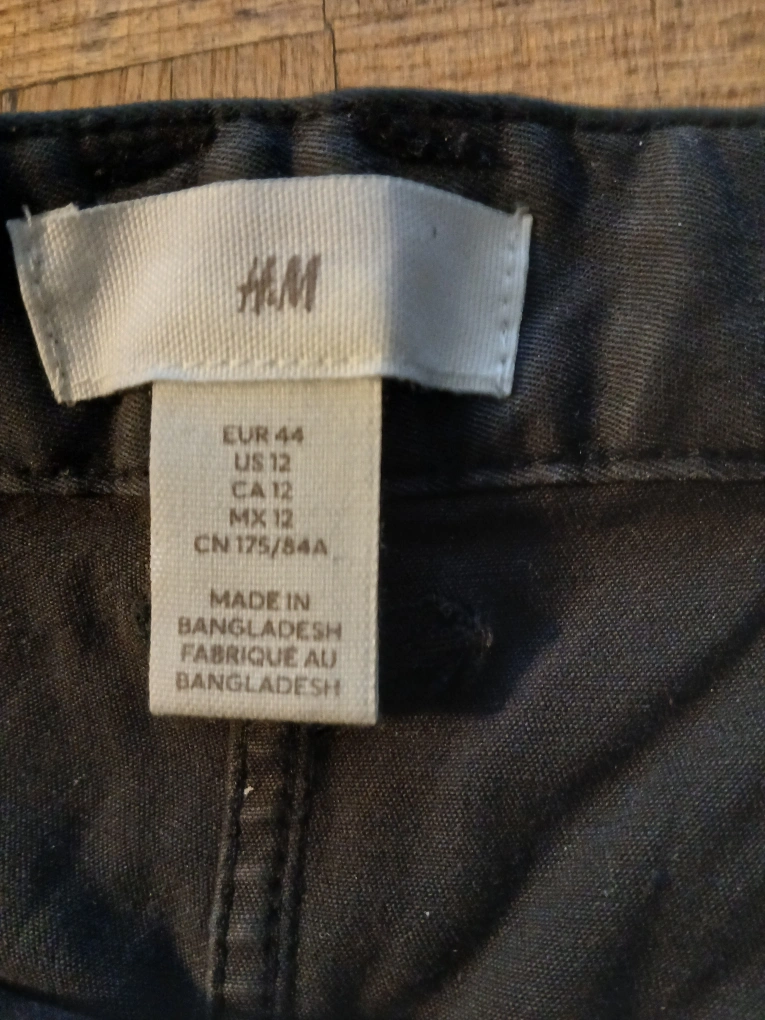 H&M
EUR 44
US 12
CA 12
MX 12
CN 175/84A
MADE IN
BANGLADESH
FABRIQUÉ AU
BANGLADESH